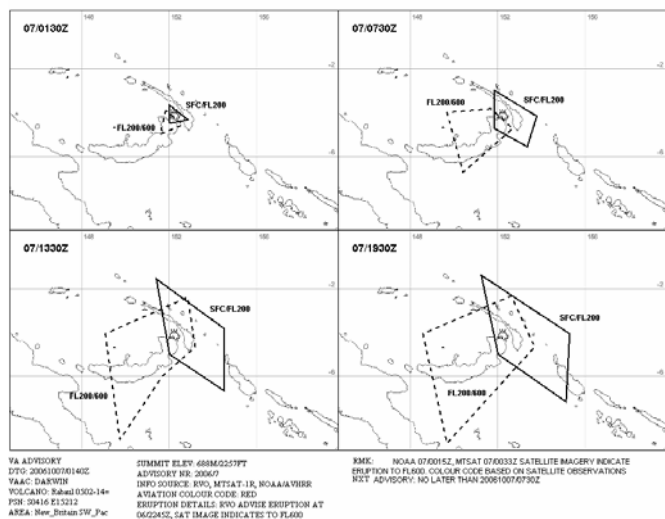 07/0130Z
148
152
156
-2
SFC/FL200
FL200/600
-6
07/0730Z
148
152
156
-2
FL200/600
SFC/FL200
-6
07/1330Z
148
152
156
-2
SFC/FL200
-6
FL200/600
07/1930Z
148
152
156
-2
SFC/FL200
-6
FL200/600
VA ADVISORY
DTG: 20061007/0140Z
VAAC: DARWIN
VOLCANO: Rabaul 0502-14=
PSN: S0416 E15212
AREA: New_Britain SW_Pac
SUMMIT ELEV: 688M/2257FT
ADVISORY NR: 2006/7
INFO SOURCE: RVO, MTSAT-1R, NOAA/AVHRR
AVIATION COLOUR CODE: RED
ERUPTION DETAILS: RVO ADVISE ERUPTION AT
06/2245Z, SAT IMAGE INDICATES TO FL600
RMK: NOAA 07/0015Z, MTSAT 07/0033Z SATELLITE IMAGERY INDICATE
ERUPTION TO FL600. COLOUR CODE BASED ON SATELLITE OBSERVATIONS
NXT ADVISORY: NO LATER THAN 20061007/0730Z